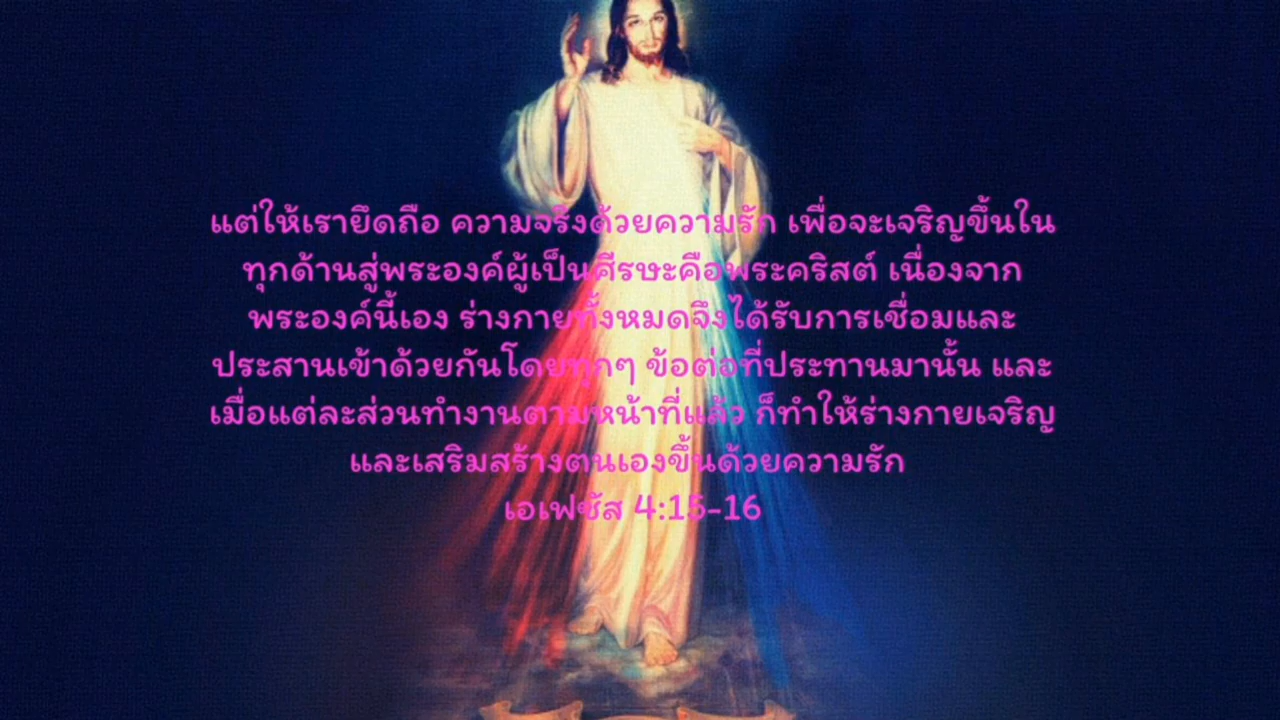 แต่ให้เรายึดถือ ความจริงด้วยความรัก เพื่อจะเจริญขึ้นใน
ทุกด้านสู่พระองค์ผู้เป็นศีรษะคือพระคริสต์ เนื่องจาก
พระองค์นี้เอง ร่างกายทั้งหมดจึงได้รับการเชื่อมและ
ประสานเข้าด้วยกันโดยทุกๆ ข้อต่อที่ประทานมานั้น และ
เมื่อแต่ละส่วนทำงานตามหน้าที่แล้ว ก็ทำให้ร่างกายเจริญ
และเสริมสร้างตนเองขึ้นด้วยความรัก
เอเฟซัส 4:15-16